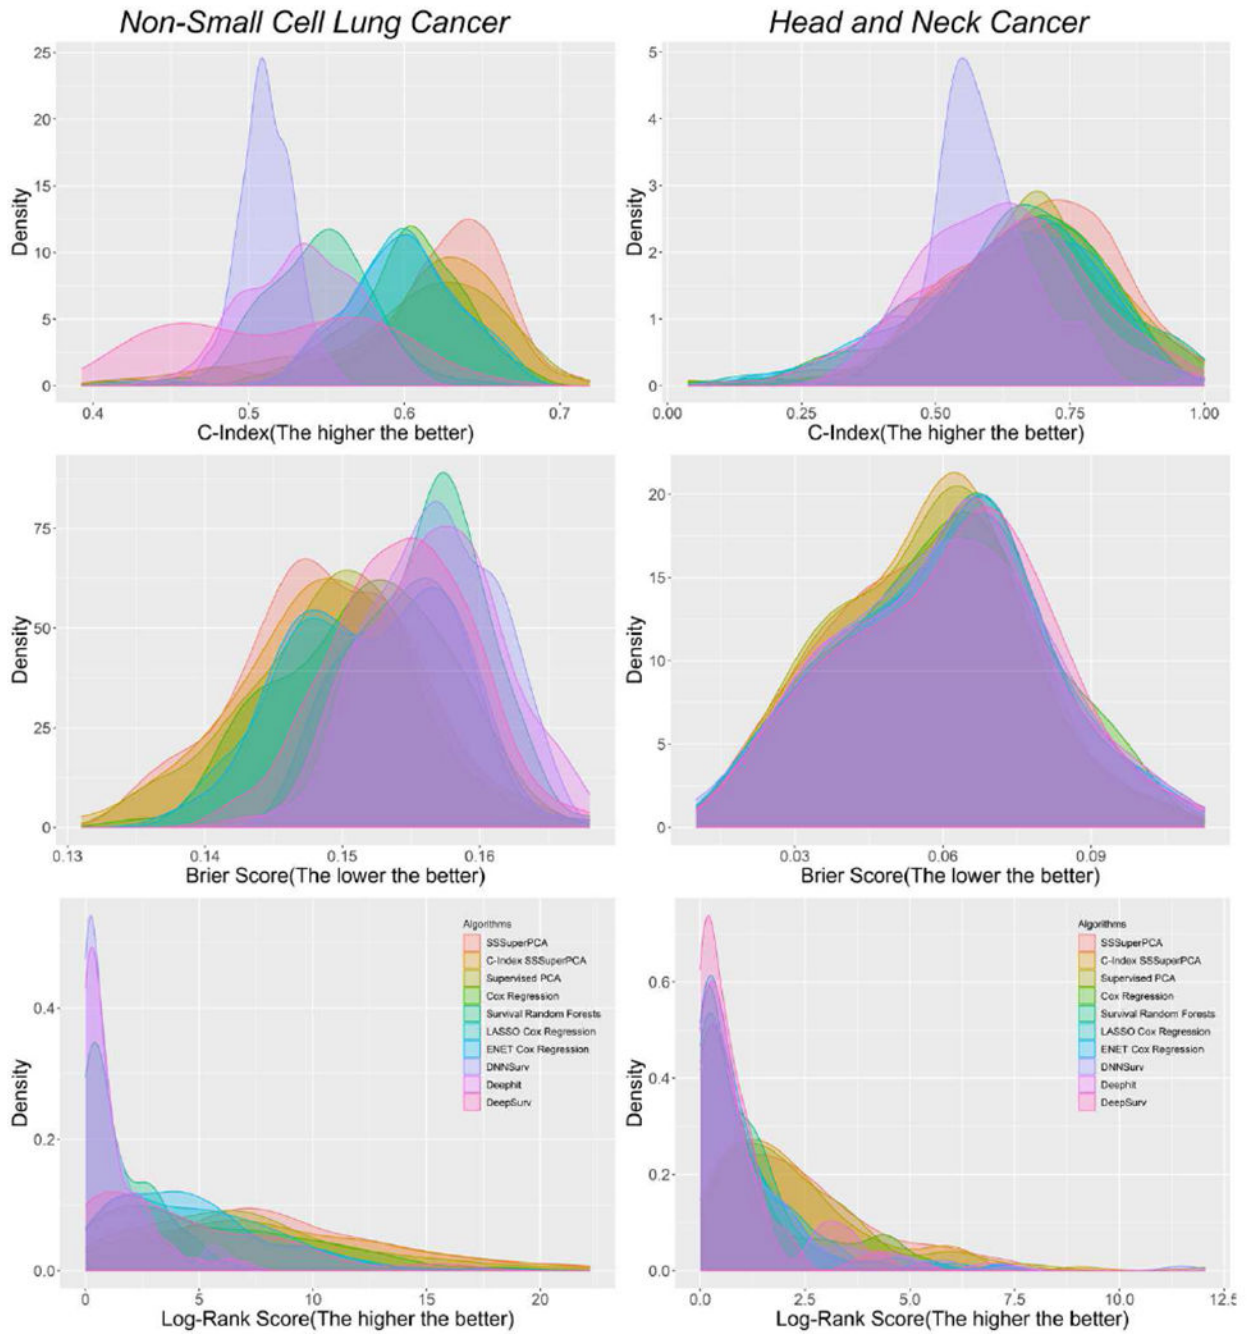 Non-Small Cell Lung Cancer
Head and Neck Cancer
25
20
15
10
5
0
Density
0.4
0.5
0.6
0.7
C-Index(The higher the better)
5
4
3
2
1
0
Density
0.00
0.25
0.50
0.75
1.00
C-Index(The higher the better)
75
50
25
0
Density
0.13
0.14
0.15
0.16
Brier Score(The lower the better)
20
15
10
5
0
Density
0.03
0.06
0.09
Brier Score(The lower the better)
0.4
0.2
0.0
Density
Algorithms
SSSuperPCA
C-Index SSSuperPCA
Supervised PCA
Cox Regression
Survival Random Forests
LASSO Cox Regression
ENET Cox Regression
DNNSurv
Deephit
DeepSurv
0
5
10
15
20
Log-Rank Score(The higher the better)
0.6
0.4
0.2
0.0
Density
Algorithms
SSSuperPCA
C-Index SSSuperPCA
Supervised PCA
Cox Regression
Survival Random Forests
LASSO Cox Regression
ENET Cox Regression
DNNSurv
Deephit
DeepSurv
0.0
2.5
5.0
7.5
10.0
12.5
Log-Rank Score(The higher the better)